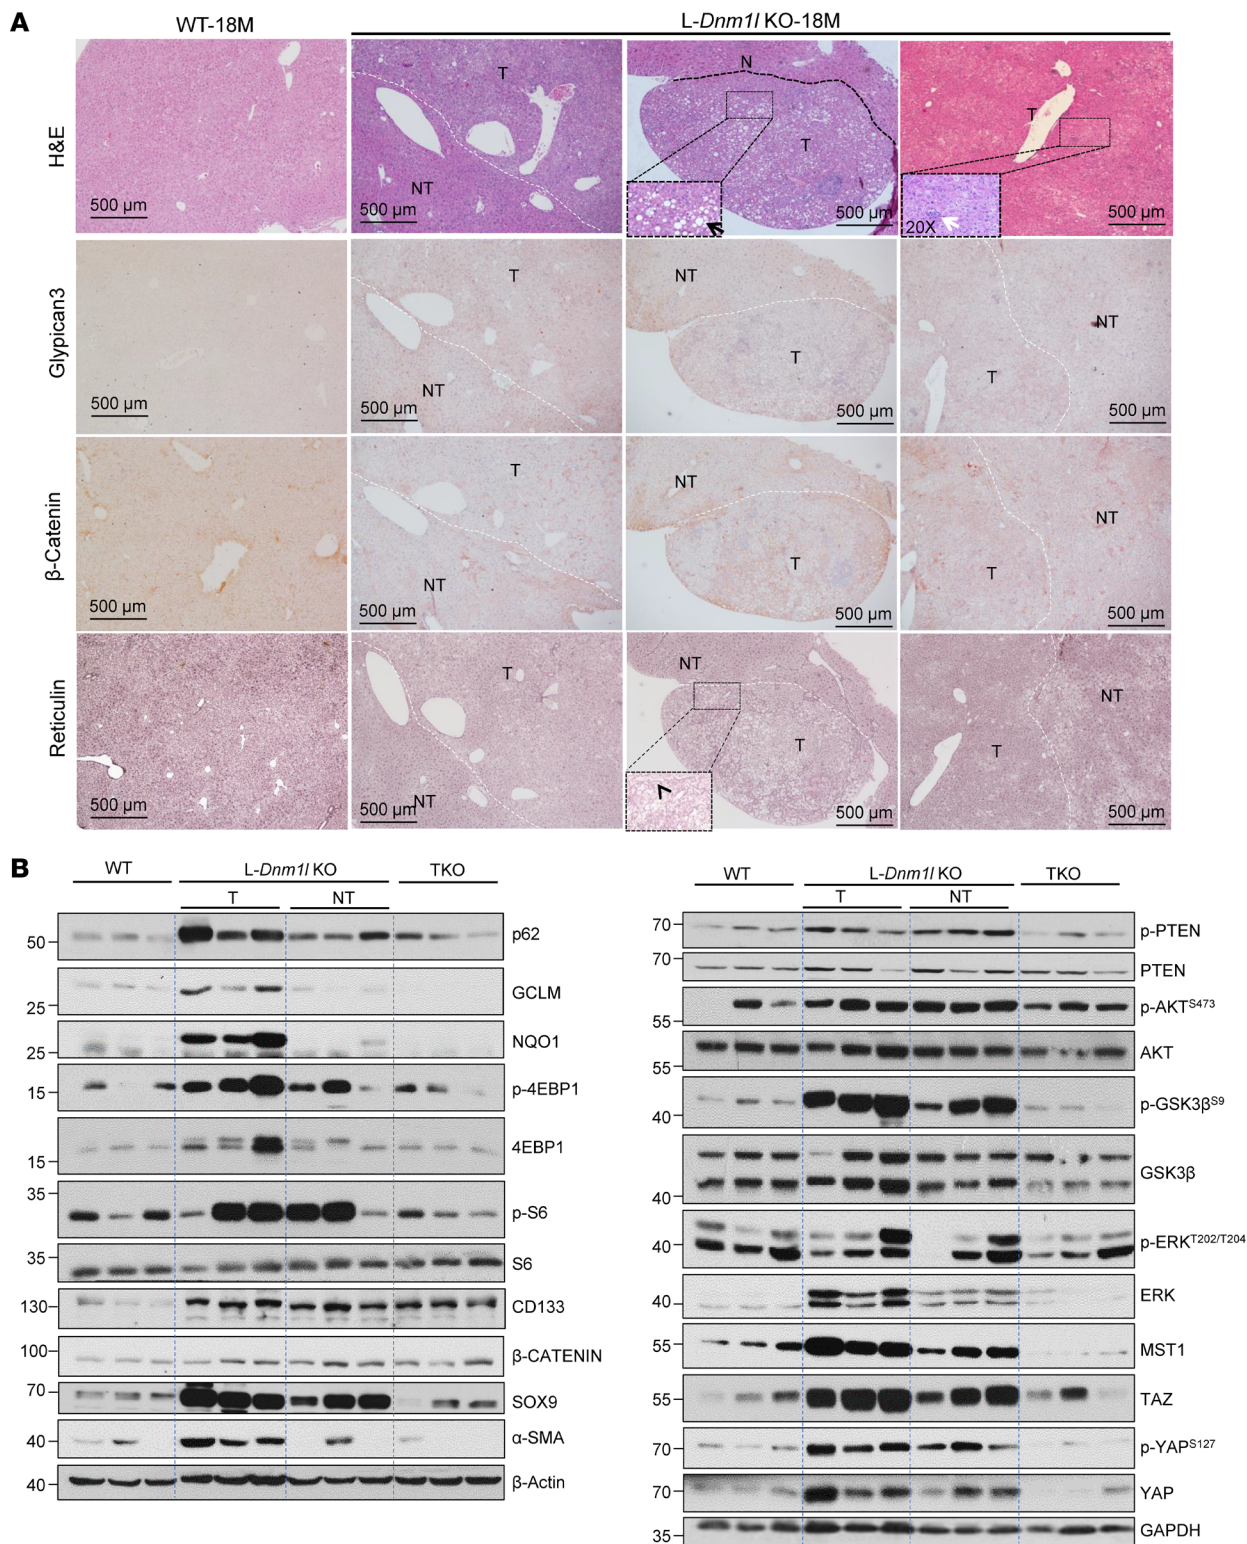 A
WT-18M
L-Dnm1l KO-18M
H&E
500 µm
T
NT
500 µm
N
T
500 µm
T
20X
500 µm
Glypican3
500 µm
T
NT
500 µm
NT
T
500 µm
NT
T
500 µm
β-Catenin
500 µm
T
NT
500 µm
NT
T
500 µm
NT
T
500 µm
Reticulin
500 µm
T
NT
500 µm
NT
T
500 µm
NT
T
500 µm
B
WT
L-Dnm1l KO
TKO
T
NT
50
p62
25
GCLM
25
NQO1
15
p-4EBP1
15
4EBP1
35
p-S6
35
S6
130
CD133
100
β-CATENIN
70
SOX9
40
α-SMA
40
β-Actin
WT
L-Dnm1l KO
TKO
T
NT
70
p-PTEN
70
PTEN
55
p-AKTS473
55
AKT
40
p-GSK3βS9
40
GSK3β
40
p-ERKT202/T204
40
ERK
55
MST1
55
TAZ
70
p-YAPS127
70
YAP
35
GAPDH